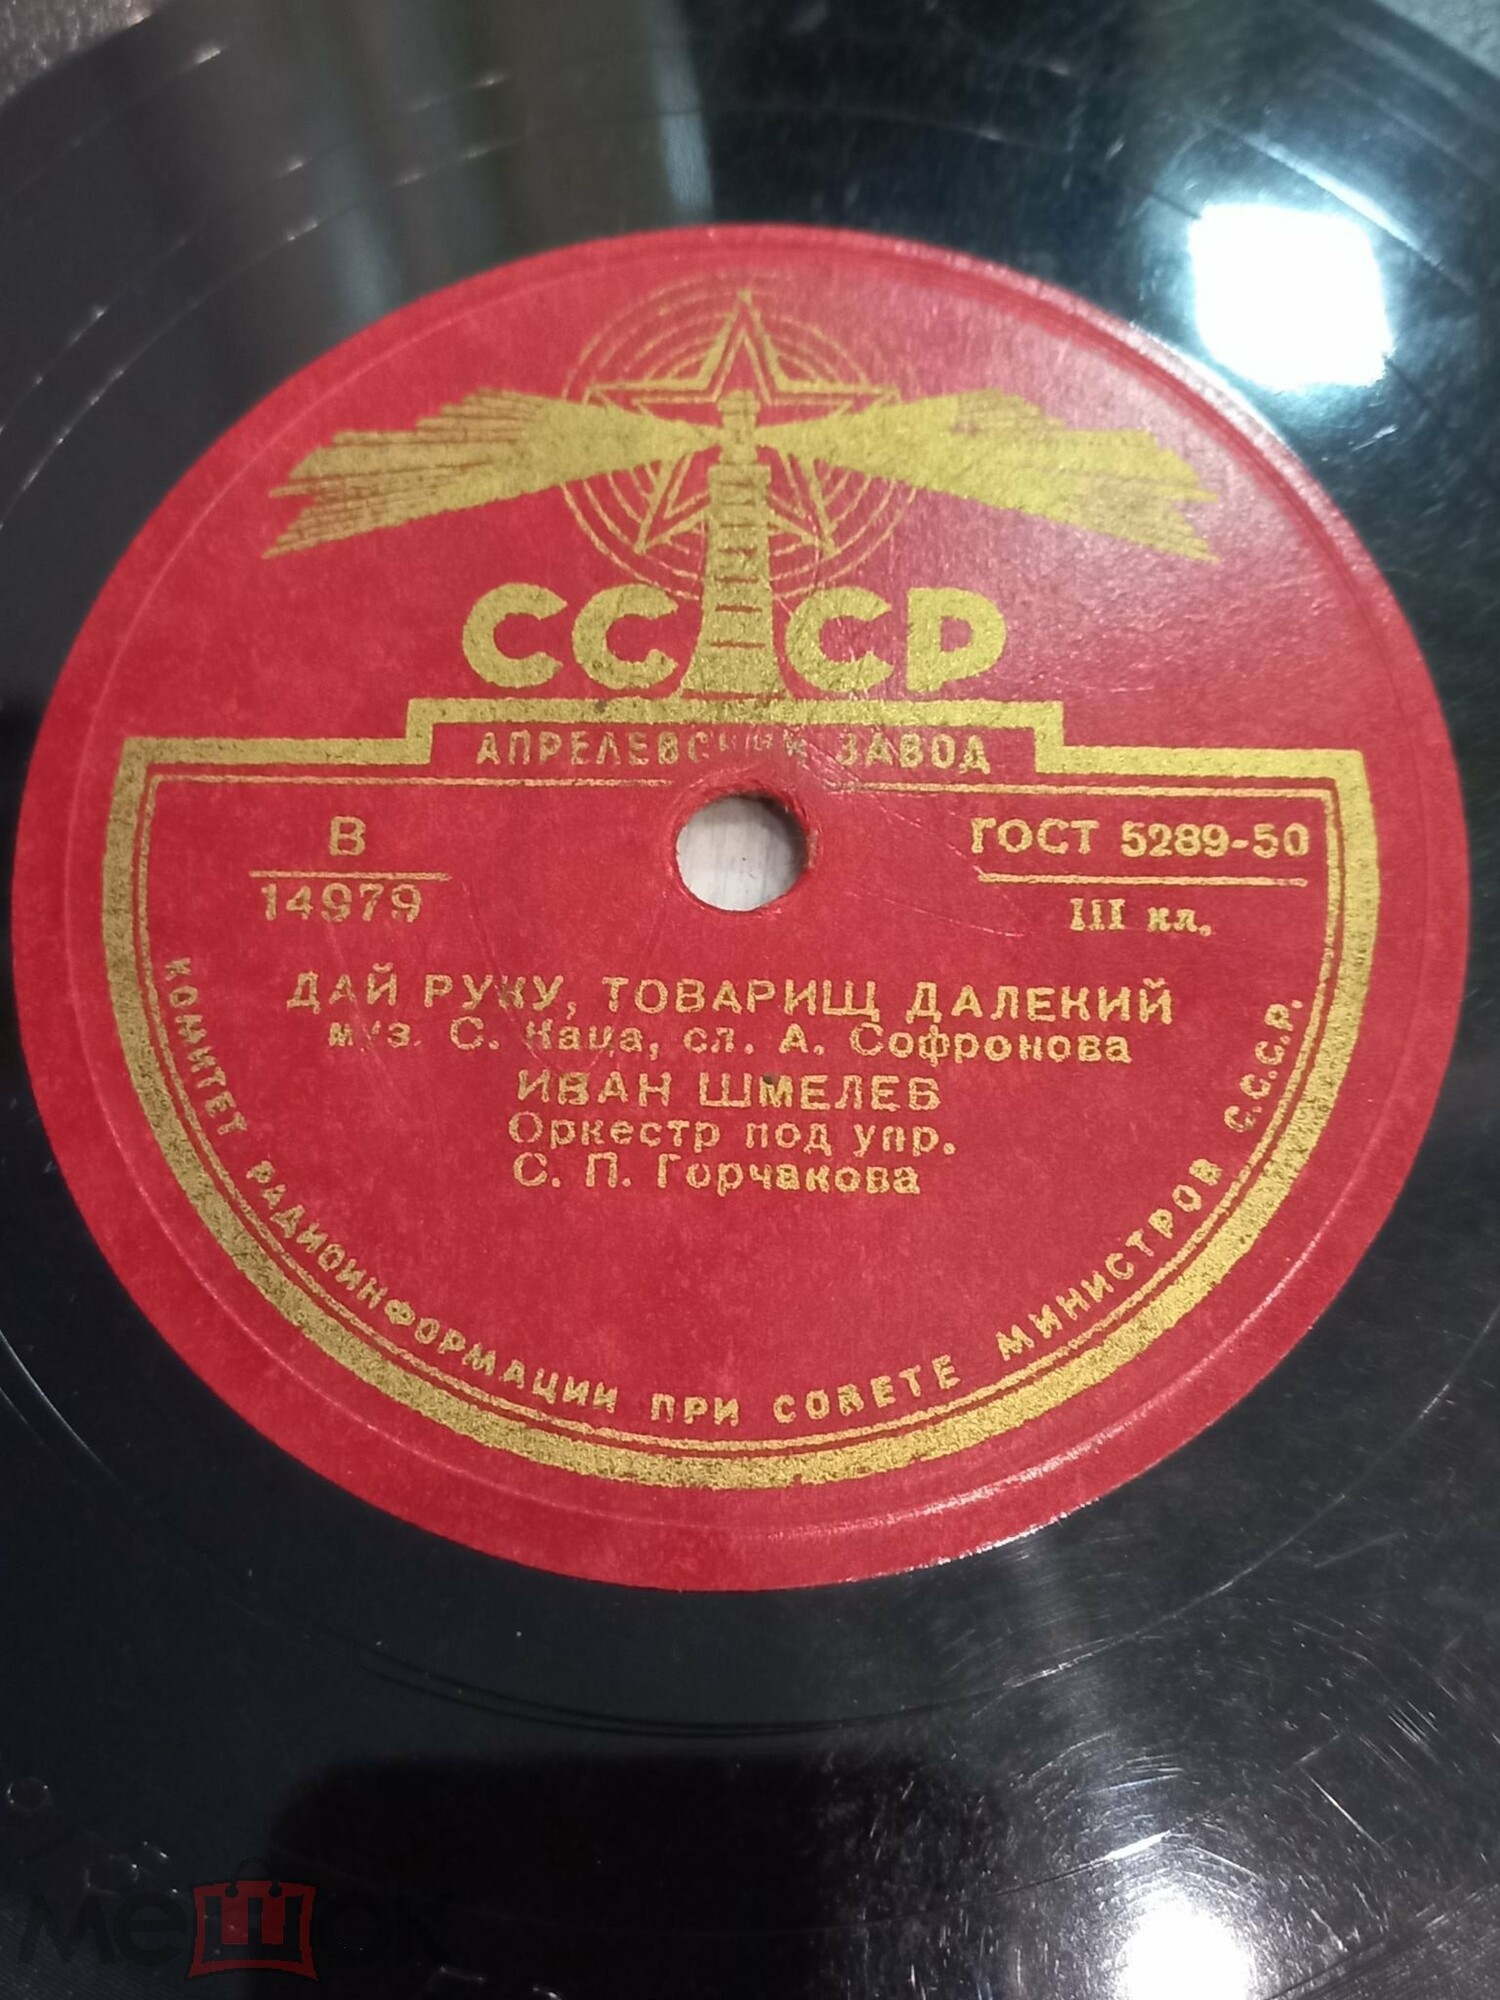 СССР
АПРЕЛЕВСКИЙ ЗАВОД
В
14979
ГОСТ 5289-50
III кл.
ДАЙ РУКУ, ТОВАРИЩ ДАЛЕКИЙ
муз. С. Каца, сл. А. Софронова
ИВАН ШМЕЛЕВ
Оркестр под упр.
С. П. Горчакова
КОМИТЕТ РАДИОИНФОРМАЦИИ ПРИ СОВЕТЕ МИНИСТРОВ С.С.С.Р.
мешок